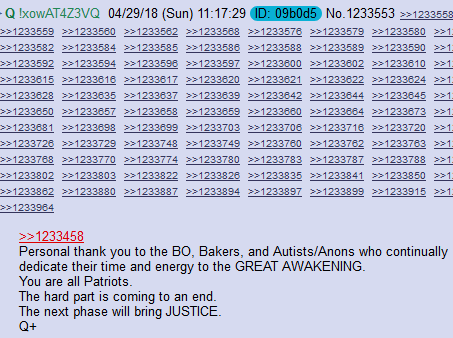 Q !xowAT4Z3VQ 04/29/18 (Sun) 11:17:29 ID: 09b0d5 No.1233553 >>1233558
>>1233559 >>1233560 >>1233562 >>1233568 >>1233576 >>1233579 >>1233580
>>1233582 >>1233584 >>1233585 >>1233587 >>1233588 >>1233589 >>1233590
>>1233592 >>1233594 >>1233596 >>1233597 >>1233600 >>1233602 >>1233610
>>1233615 >>1233616 >>1233617 >>1233620 >>1233621 >>1233622 >>1233624
>>1233628 >>1233635 >>1233637 >>1233639 >>1233642 >>1233644 >>1233645
>>1233650 >>1233657 >>1233658 >>1233659 >>1233660 >>1233664 >>1233673
>>1233681 >>1233698 >>1233699 >>1233703 >>1233706 >>1233716 >>1233720
>>1233726 >>1233729 >>1233748 >>1233749 >>1233760 >>1233762 >>1233763
>>1233768 >>1233770 >>1233774 >>1233780 >>1233783 >>1233787 >>1233788
>>1233802 >>1233803 >>1233822 >>1233826 >>1233835 >>1233841 >>1233850
>>1233862 >>1233880 >>1233887 >>1233894 >>1233897 >>1233899 >>1233915
>>1233964
>>1233458
Personal thank you to the BO, Bakers, and Autists/Anons who continually
dedicate their time and energy to the GREAT AWAKENING.
You are all Patriots.
The hard part is coming to an end.
The next phase will bring JUSTICE.
Q+